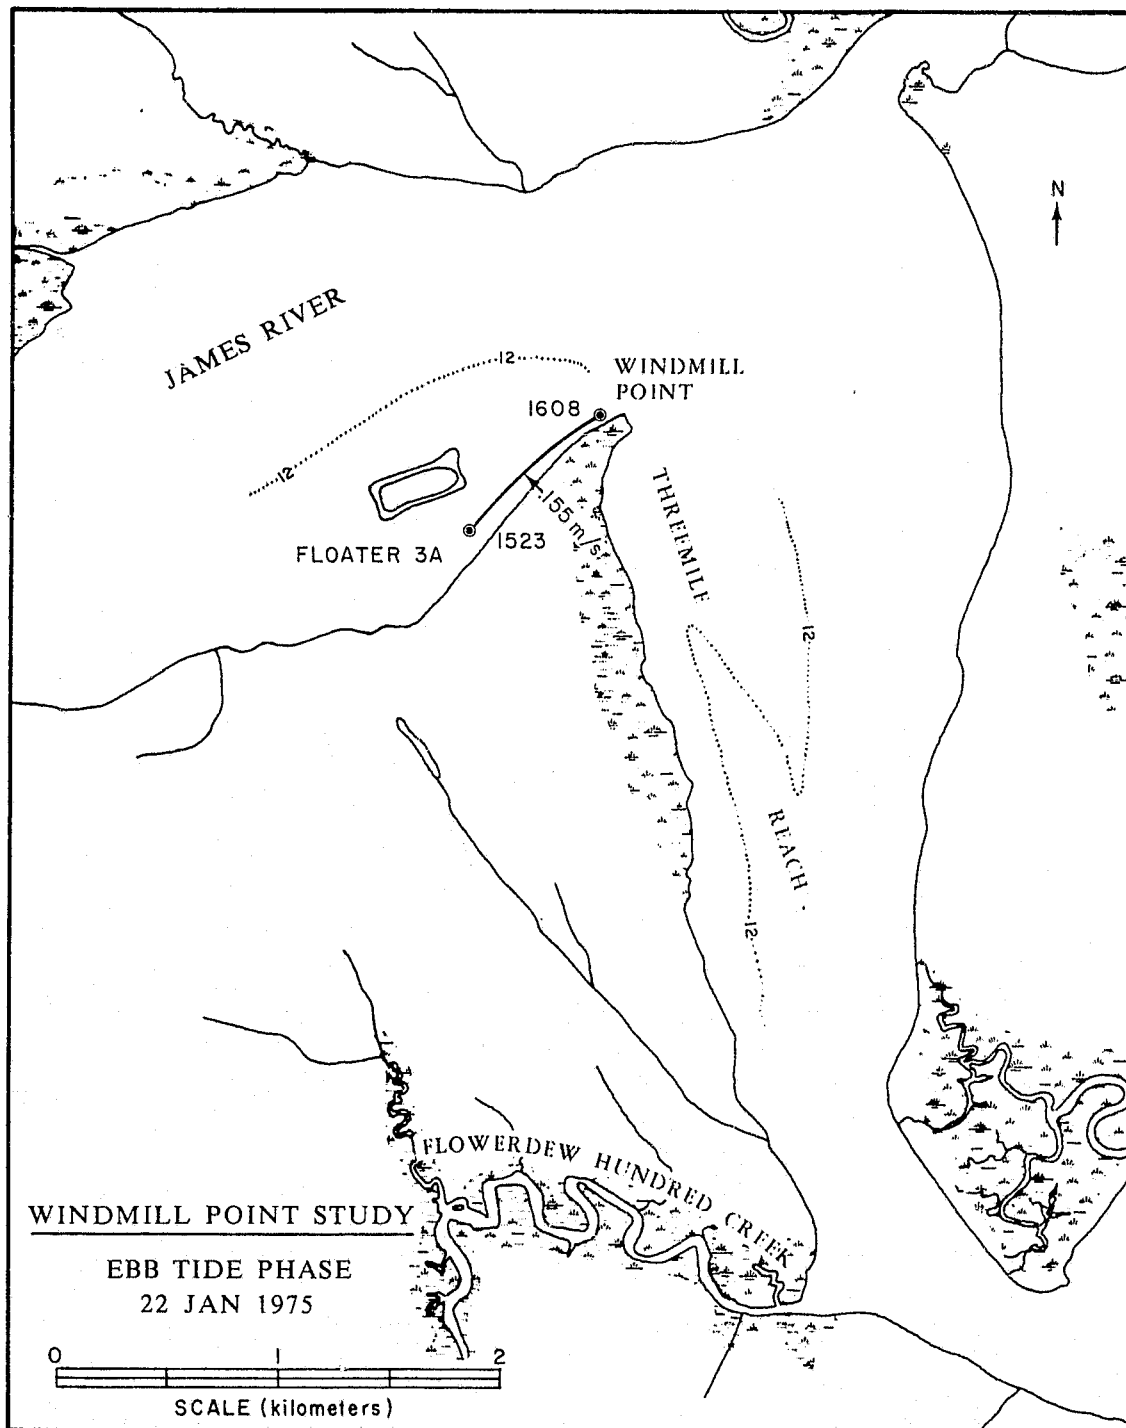 N
JAMES RIVER
12
WINDMILL
POINT
1608
12
.155 m/s
1523
FLOATER 3A
THREEMILE
REACH
12
12
FLOWERDEW HUNDRED CREEK
WINDMILL POINT STUDY
EBB TIDE PHASE
22 JAN 1975
0 1 2
SCALE (kilometers)